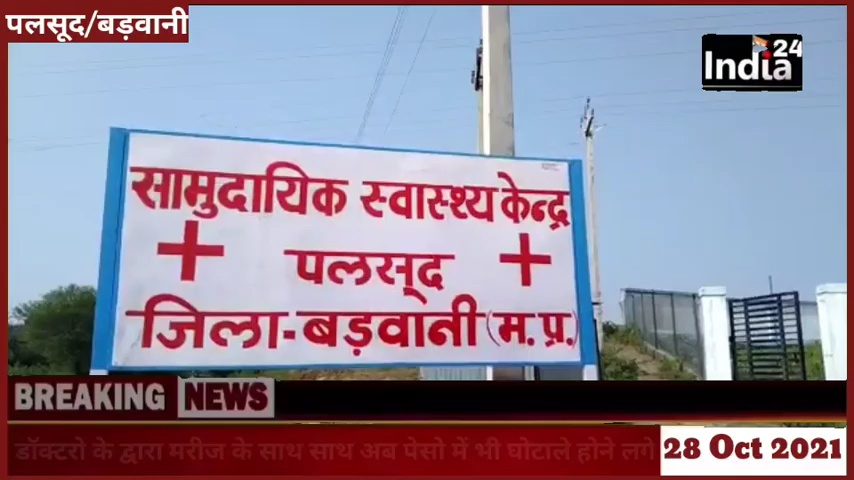 पलसूद/बड़वानी
24
India
सामुदायिक स्वास्थ्य केन्द्र
पलसूद
जिला-बड़वानी (म.प्र.)
BREAKING NEWS
डॉक्टरो के द्वारा मरीज के साथ साथ अब पेसो में भी घोटाले होने लगे
28 Oct 2021